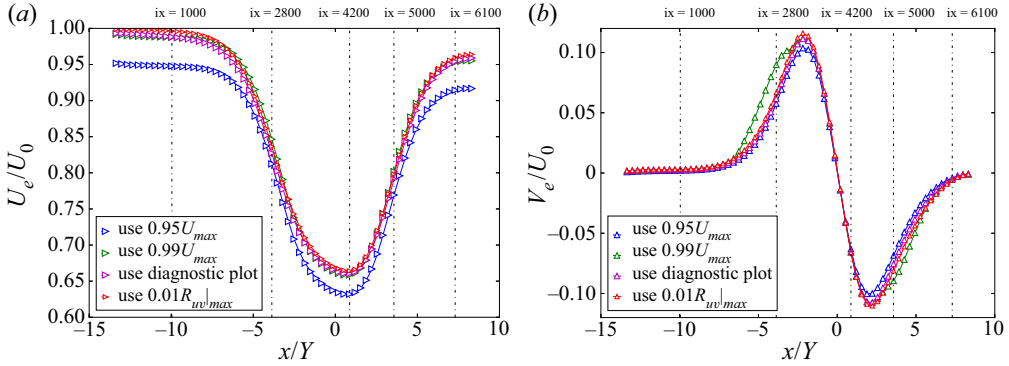 (a)
ix = 1000 ix = 2800 ix = 4200 ix = 5000 ix = 6100
1.00
0.95
0.90
0.85
0.80
0.75
0.70
0.65
0.60
U_e/U_0
use 0.95U_max
use 0.99U_max
use diagnostic plot
use 0.01R_uv|_max
−15 −10 −5 0 5 10
x/Y
(b)
ix = 1000 ix = 2800 ix = 4200 ix = 5000 ix = 6100
0.10
0.05
0
−0.05
−0.10
V_e/U_0
use 0.95U_max
use 0.99U_max
use diagnostic plot
use 0.01R_uv|_max
−15 −10 −5 0 5 10
x/Y